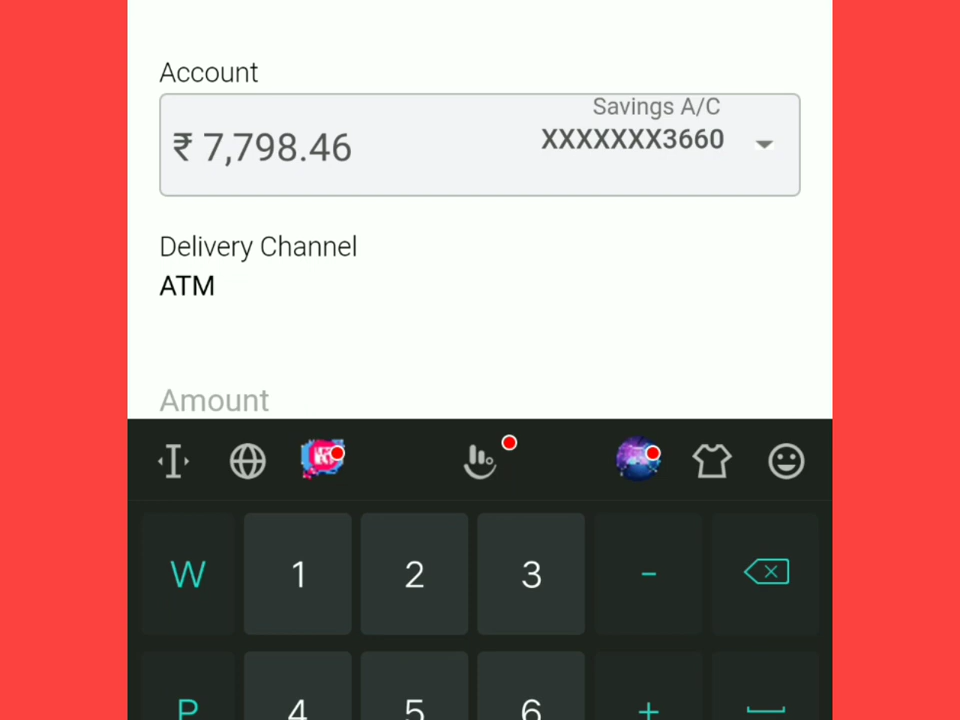 Account
Savings A/C
₹ 7,798.46
XXXXXXX3660
Delivery Channel
ATM
Amount
W 1 2 3 -
P 4 5 6 +